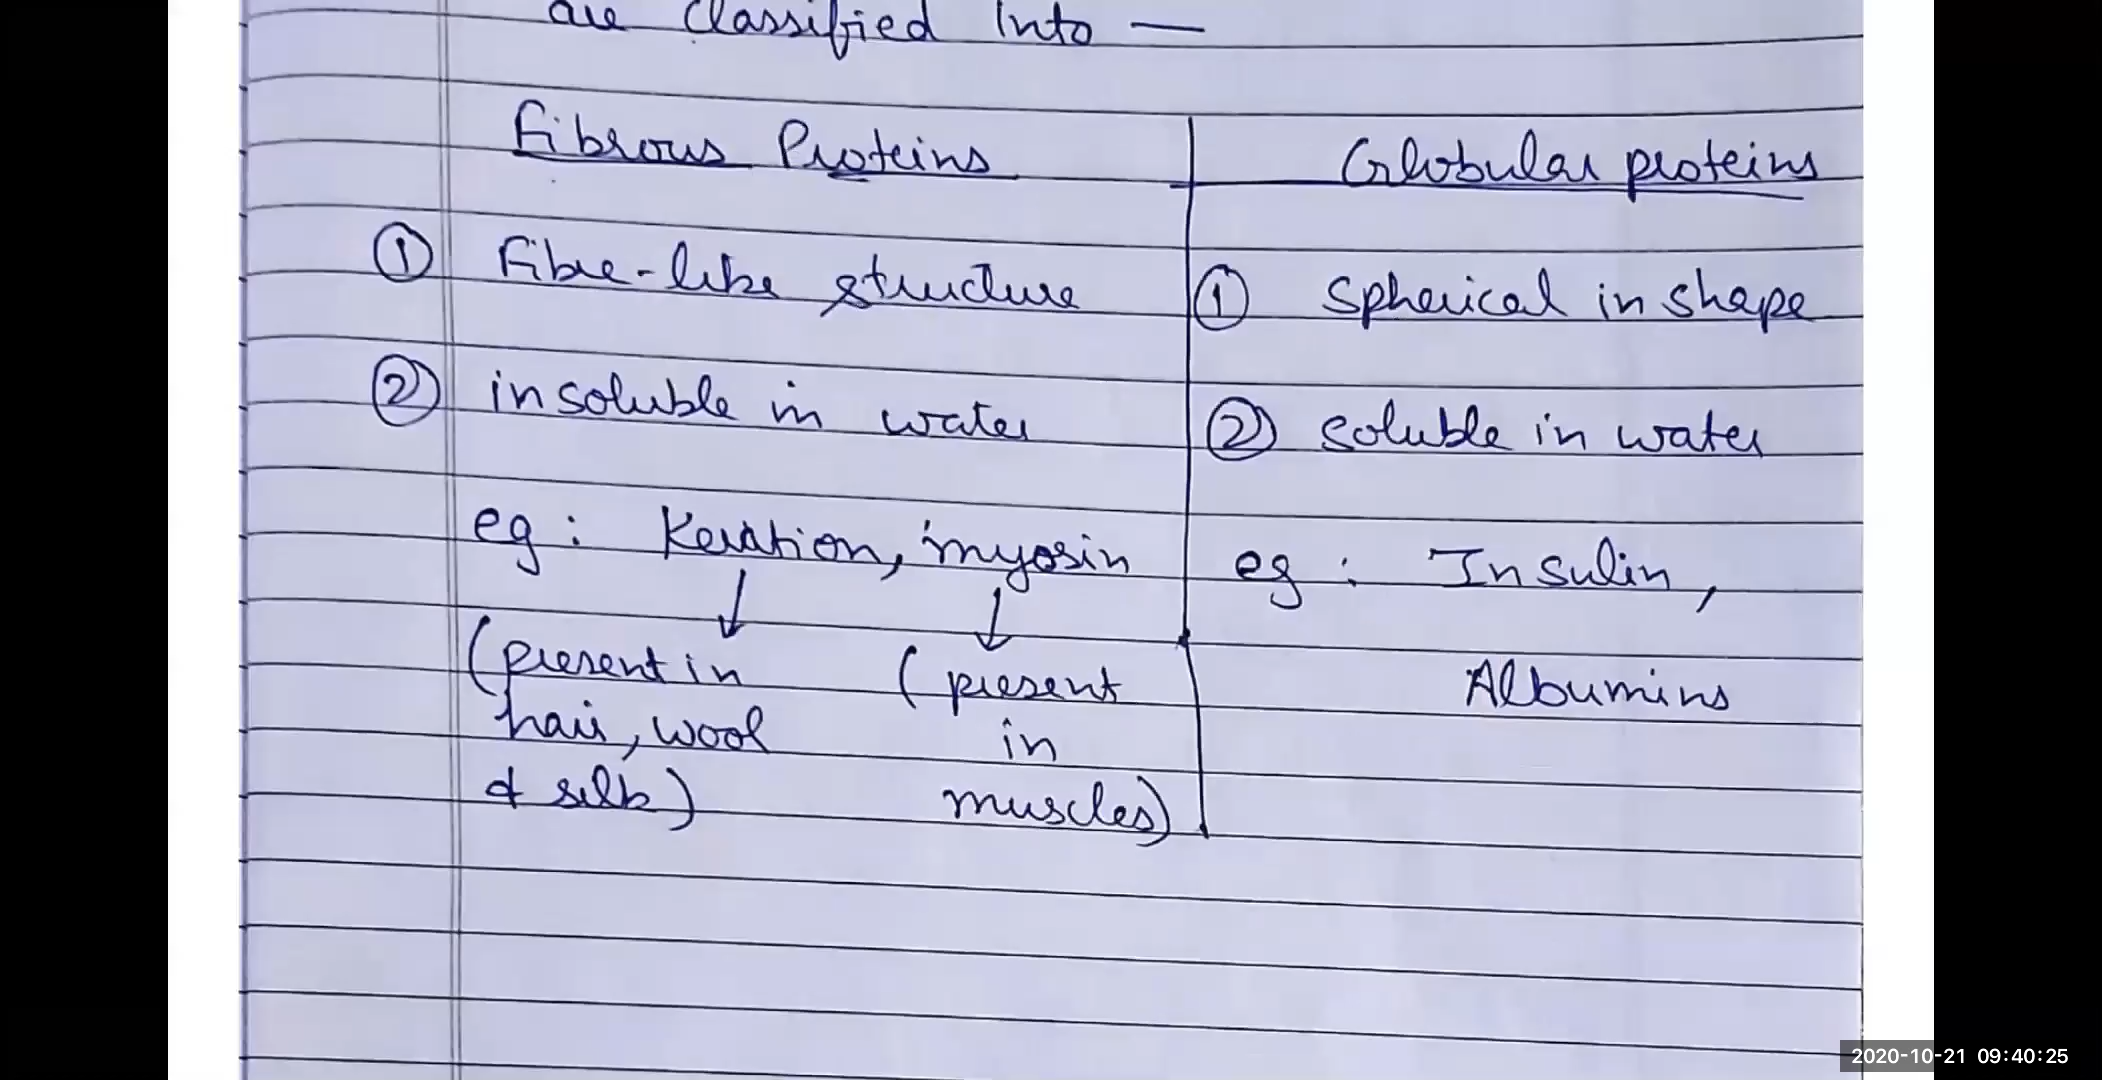 are classified into —
Fibrous Proteins
Globular proteins
① Fibre-like structure
① Spherical in shape
② insoluble in water
② soluble in water
eg : Keration, myosin
eg : Insulin,
(present in
(present
Albumins
hair, wool
in
& silk)
muscles)
2020-10-21 09:40:25